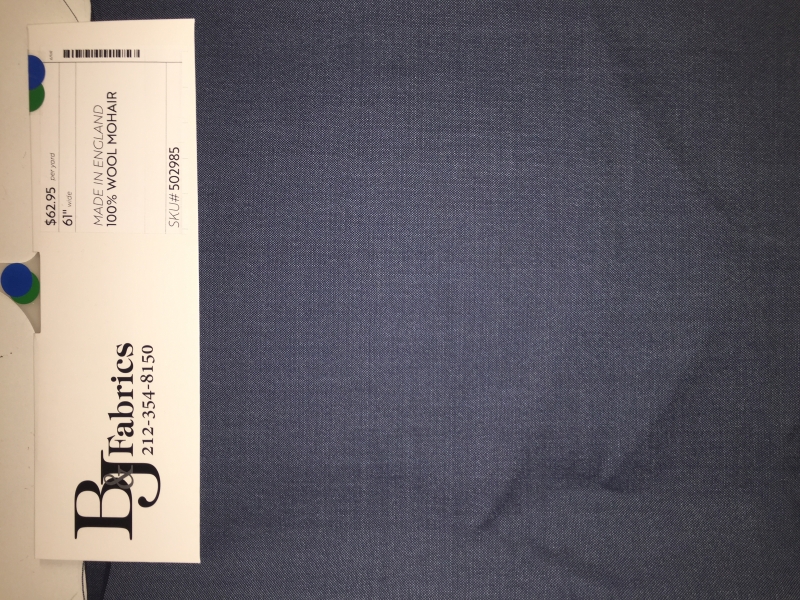 B&J Fabrics
212-354-8150
$62.95 per yard
61" wide
MADE IN ENGLAND
100% WOOL MOHAIR
SKU# 502985